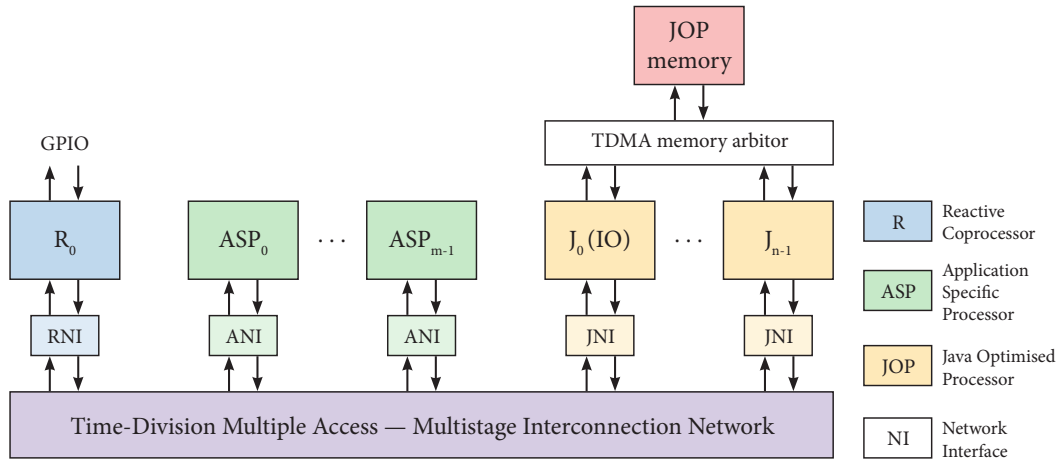 JOP
memory
TDMA memory arbitor
GPIO
R₀
ASP₀
. . .
ASPₘ₋₁
J₀(IO)
. . .
Jₙ₋₁
RNI
ANI
ANI
JNI
JNI
Time-Division Multiple Access — Multistage Interconnection Network
R
Reactive
Coprocessor
ASP
Application
Specific
Processor
JOP
Java Optimised
Processor
NI
Network
Interface